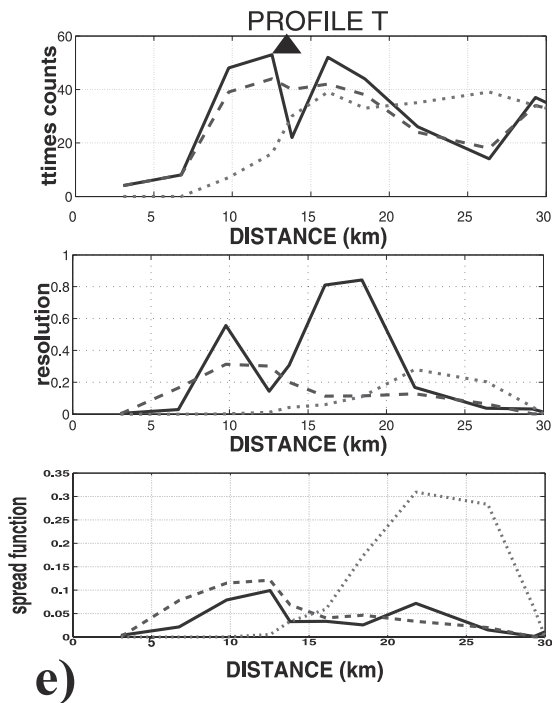 PROFILE T
60
40
20
0
ttimes counts
0 5 10 15 20 25 30
DISTANCE (km)
1
0.8
0.6
0.4
0.2
0
resolution
0 5 10 15 20 25 30
DISTANCE (km)
0.35
0.3
0.25
0.2
0.15
0.1
0.05
0
spread function
0 5 10 15 20 25 30
DISTANCE (km)
e)